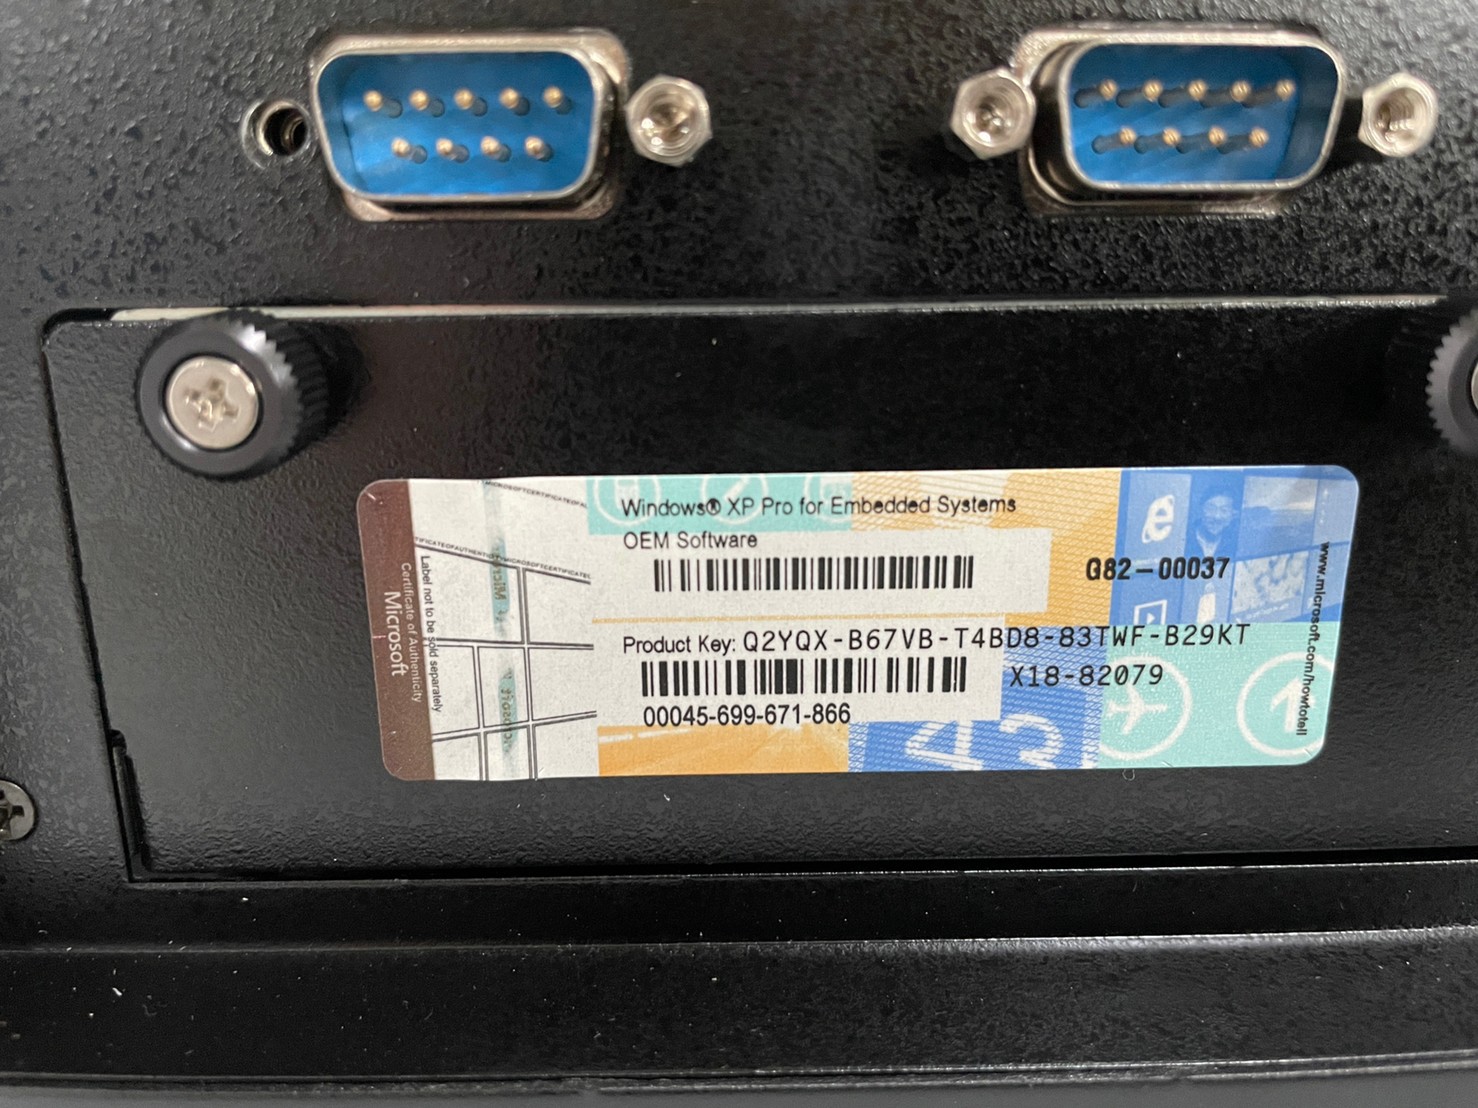 Windows® XP Pro for Embedded Systems
OEM Software
G82-00037
Product Key: Q2YQX-B67VB-T4BD8-83TWF-B29KT
X18-82079
00045-699-671-866
www.microsoft.com/howtotell
Label not to be sold separately
Certificate of Authenticity
Microsoft